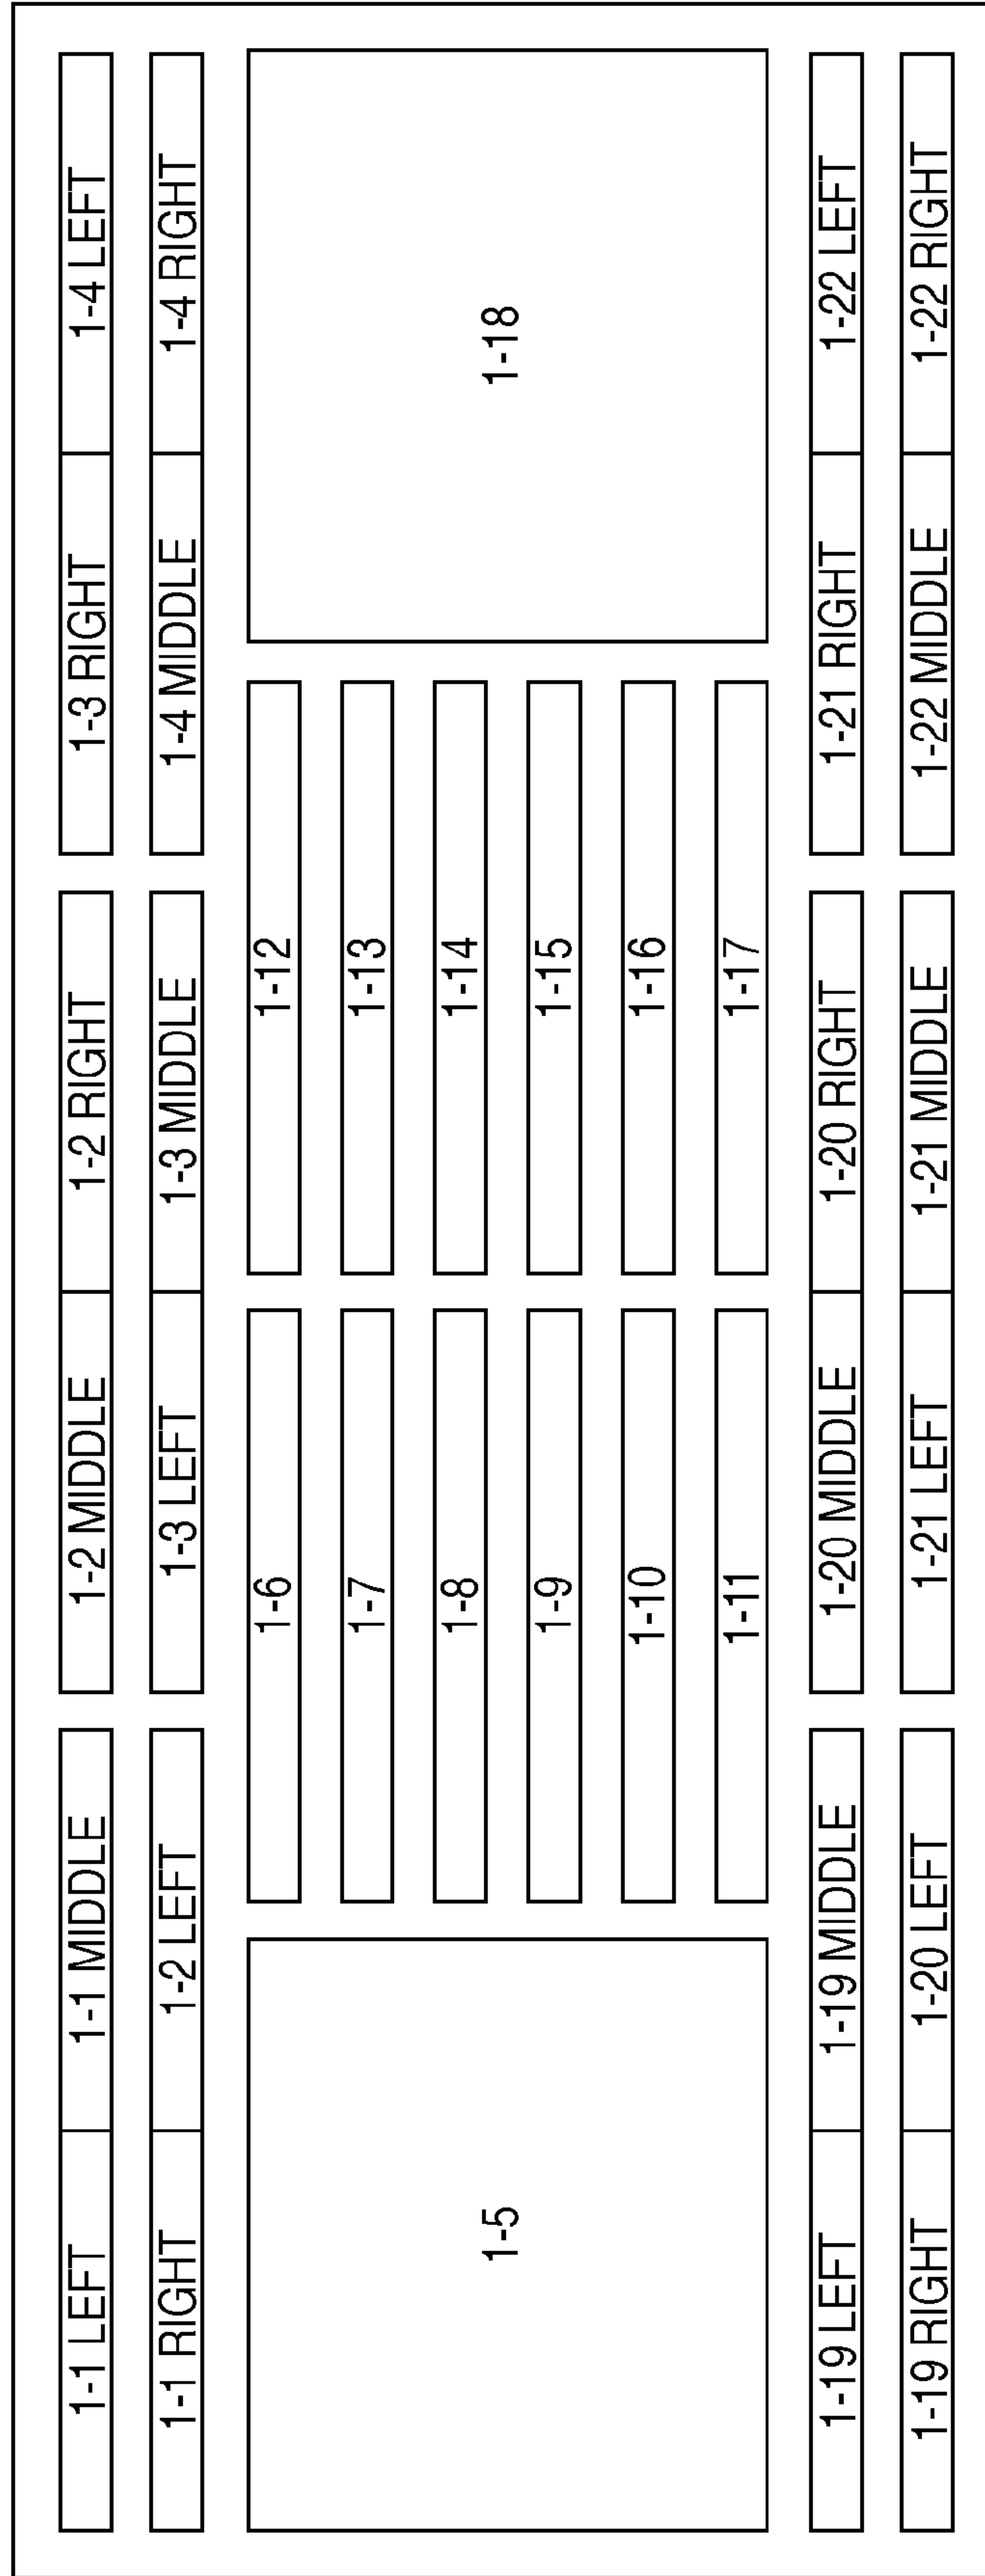 1-1 LEFT
1-1 MIDDLE
1-2 MIDDLE
1-2 RIGHT
1-3 RIGHT
1-4 LEFT
1-1 RIGHT
1-2 LEFT
1-3 LEFT
1-3 MIDDLE
1-4 MIDDLE
1-4 RIGHT
1-5
1-6
1-7
1-8
1-9
1-10
1-11
1-12
1-13
1-14
1-15
1-16
1-17
1-18
1-19 LEFT
1-19 MIDDLE
1-20 MIDDLE
1-20 RIGHT
1-21 RIGHT
1-22 LEFT
1-19 RIGHT
1-20 LEFT
1-21 LEFT
1-21 MIDDLE
1-22 MIDDLE
1-22 RIGHT